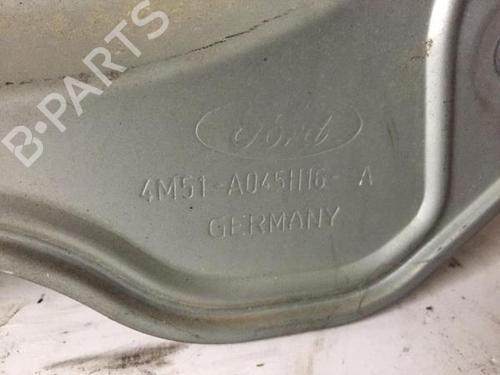 B-PARTS
Ford
4M51-A045H16- A
GERMANY